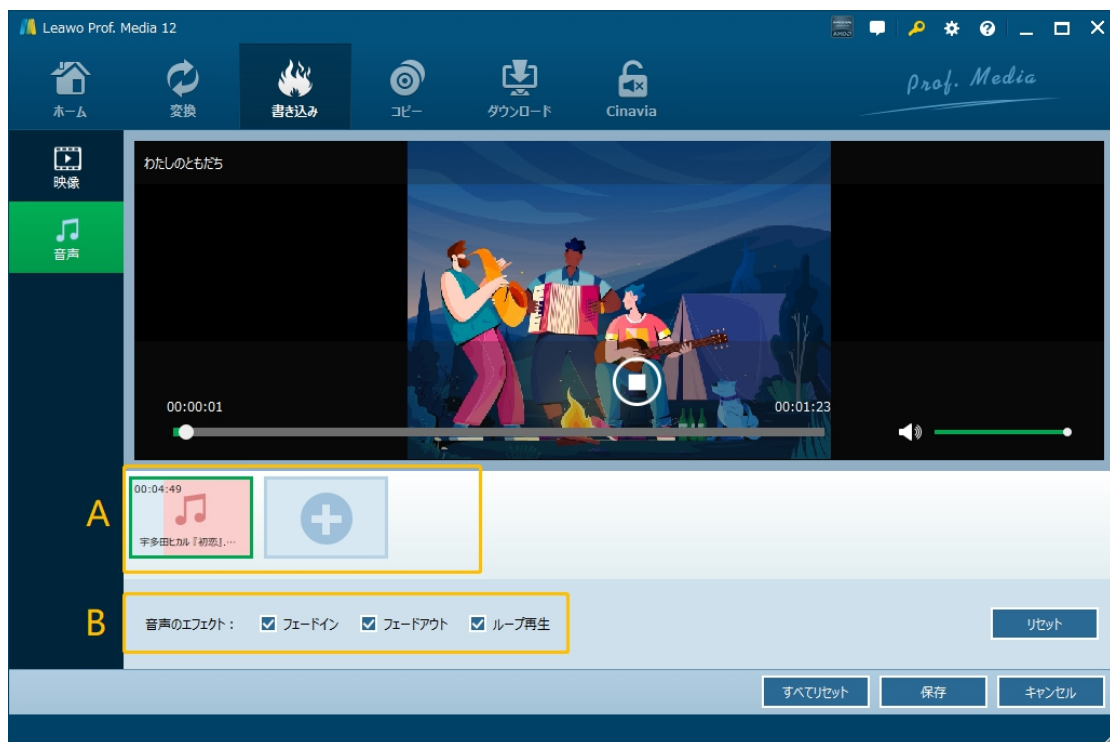 Leawo Prof. Media 12
ホーム
変換
書き込み
コピー
ダウンロード
Cinavia
Prof. Media
映像
音声
わたしのともだち
00:00:01
00:01:23
A
00:04:49
宇多田ヒカル『初恋』.…
B
音声のエフェクト： フェードイン フェードアウト ループ再生
リセット
すべてリセット 保存 キャンセル